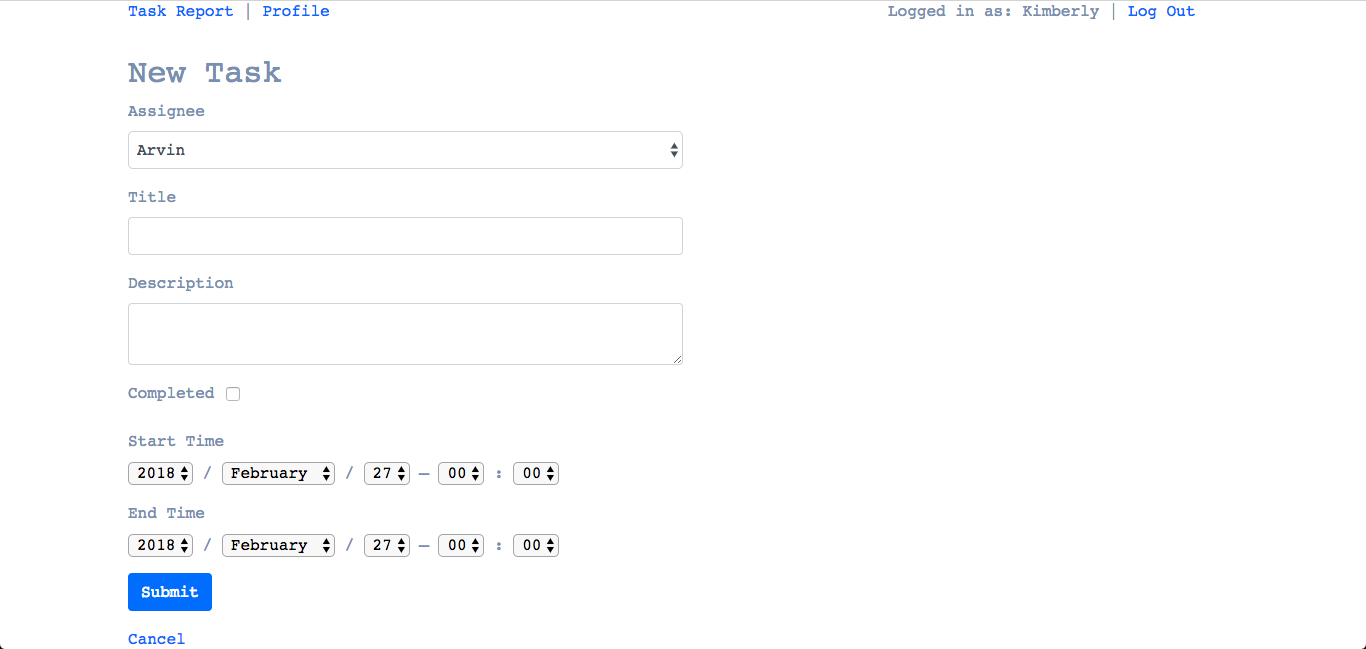 Task Report | Profile Logged in as: Kimberly | Log Out
New Task
Assignee
Arvin
Title
Description
Completed
Start Time
2018 / February / 27 — 00 : 00
End Time
2018 / February / 27 — 00 : 00
Submit
Cancel